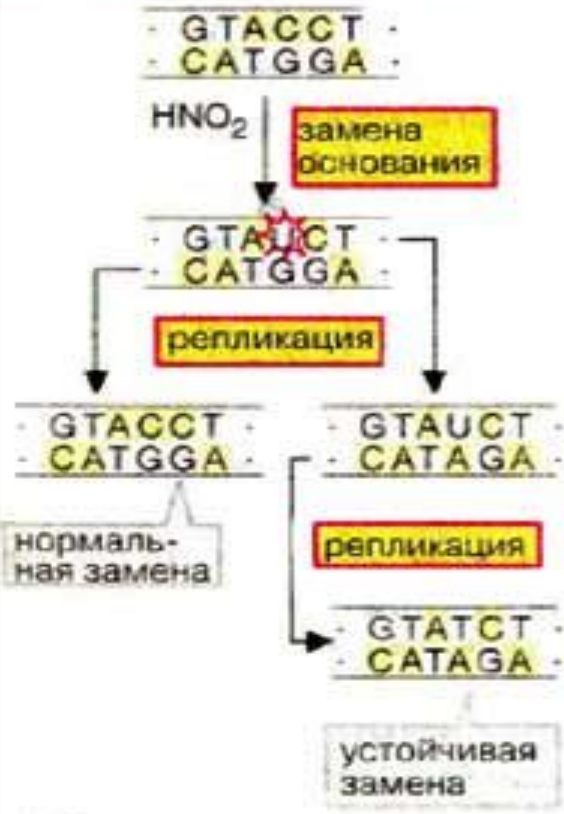 · GTACCT ·
· CATGGA ·
HNO₂
замена
основания
· GTAUCT ·
· CATGGA ·
репликация
· GTACCT ·
· CATGGA ·
· GTAUCT ·
· CATAGA ·
нормаль-
ная замена
репликация
· GTATCT ·
· CATAGA ·
устойчивая
замена